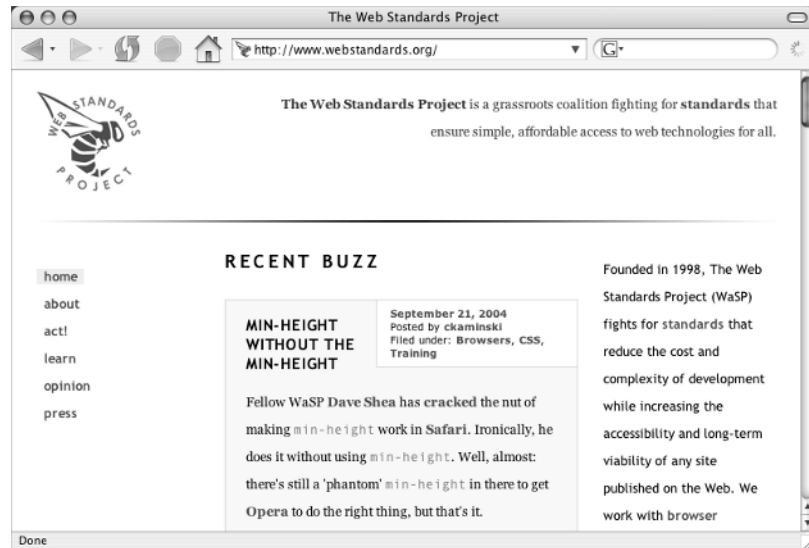 The Web Standards Project
http://www.webstandards.org/
G
WEB STANDARDS
PROJECT
The Web Standards Project is a grassroots coalition fighting for standards that
ensure simple, affordable access to web technologies for all.
home
about
act!
learn
opinion
press
RECENT BUZZ
MIN-HEIGHT
WITHOUT THE
MIN-HEIGHT
September 21, 2004
Posted by ckaminski
Filed under: Browsers, CSS,
Training
Fellow WaSP Dave Shea has cracked the nut of
making min-height work in Safari. Ironically, he
does it without using min-height. Well, almost:
there's still a 'phantom' min-height in there to get
Opera to do the right thing, but that's it.
Founded in 1998, The Web
Standards Project (WaSP)
fights for standards that
reduce the cost and
complexity of development
while increasing the
accessibility and long-term
viability of any site
published on the Web. We
work with browser
Done